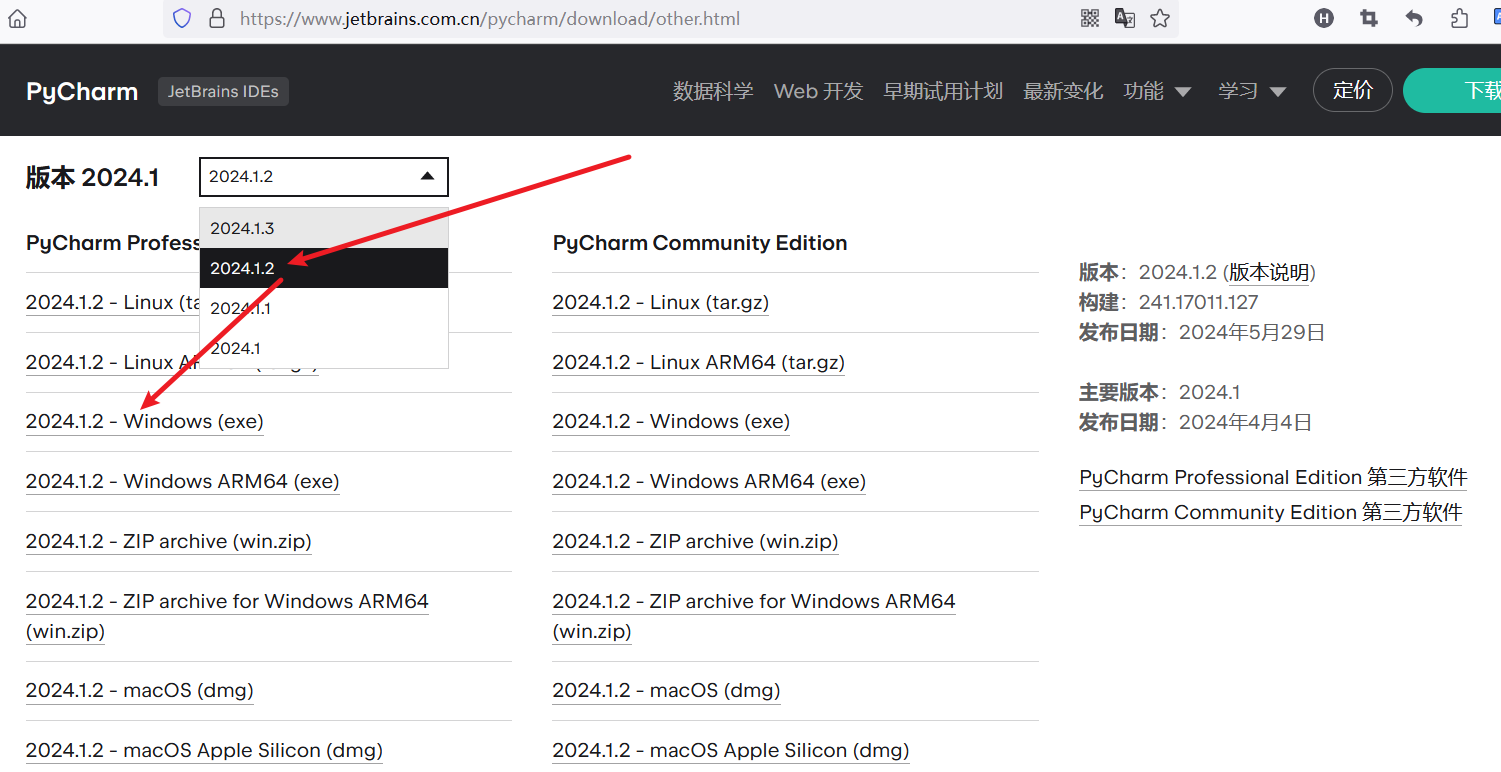 https://www.jetbrains.com.cn/pycharm/download/other.html
PyCharm JetBrains IDEs 数据科学 Web 开发 早期试用计划 最新变化 功能 学习 定价 下载
版本 2024.1 2024.1.2
2024.1.3
2024.1.2
2024.1.1
2024.1
PyCharm Profess
2024.1.2 - Linux (ta
2024.1.2 - Linux AR
2024.1.2 - Windows (exe)
2024.1.2 - Windows ARM64 (exe)
2024.1.2 - ZIP archive (win.zip)
2024.1.2 - ZIP archive for Windows ARM64
(win.zip)
2024.1.2 - macOS (dmg)
2024.1.2 - macOS Apple Silicon (dmg)
PyCharm Community Edition
2024.1.2 - Linux (tar.gz)
2024.1.2 - Linux ARM64 (tar.gz)
2024.1.2 - Windows (exe)
2024.1.2 - Windows ARM64 (exe)
2024.1.2 - ZIP archive (win.zip)
2024.1.2 - ZIP archive for Windows ARM64
(win.zip)
2024.1.2 - macOS (dmg)
2024.1.2 - macOS Apple Silicon (dmg)
版本： 2024.1.2 (版本说明)
构建： 241.17011.127
发布日期： 2024年5月29日
主要版本： 2024.1
发布日期： 2024年4月4日
PyCharm Professional Edition 第三方软件
PyCharm Community Edition 第三方软件